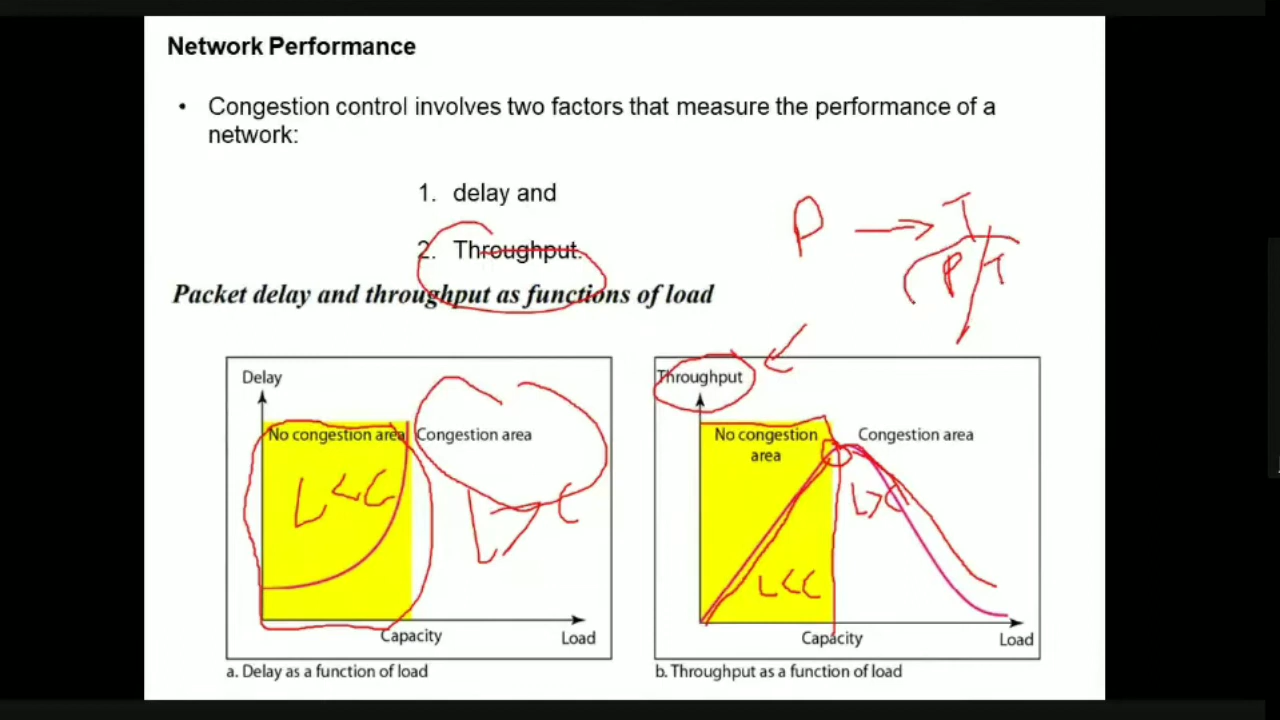 Network Performance
• Congestion control involves two factors that measure the performance of a
network:
1. delay and
2. Throughput.
P → T
P/T
Packet delay and throughput as functions of load
Delay
No congestion area
Congestion area
L<<C
L>C
Capacity
Load
a. Delay as a function of load
Throughput
No congestion
area
Congestion area
L>C
L<<C
Capacity
Load
b. Throughput as a function of load